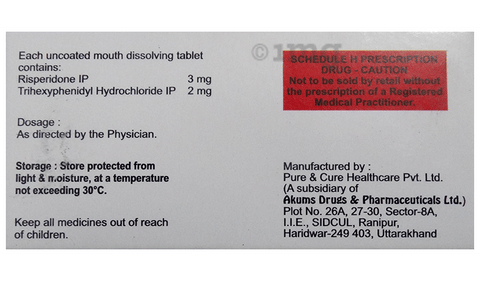 Each uncoated mouth dissolving tablet
contains:
Risperidone IP 3 mg
Trihexyphenidyl Hydrochloride IP 2 mg
Dosage :
As directed by the Physician.
Storage : Store protected from
light & moisture, at a temperature
not exceeding 30°C.
Keep all medicines out of reach
of children.
SCHEDULE H PRESCRIPTION
DRUG - CAUTION
Not to be sold by retail without
the prescription of a Registered
Medical Practitioner.
Manufactured by :
Pure & Cure Healthcare Pvt. Ltd.
(A subsidiary of
Akums Drugs & Pharmaceuticals Ltd.)
Plot No. 26A, 27-30, Sector-8A,
I.I.E., SIDCUL, Ranipur,
Haridwar-249 403, Uttarakhand